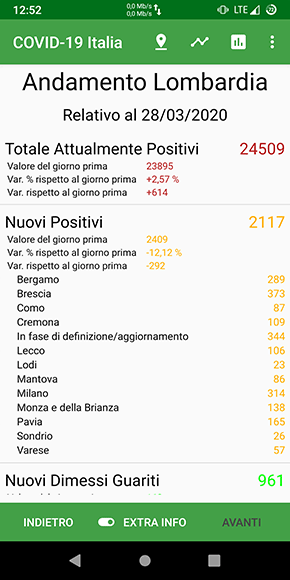 12:52
0,0 Mb/s
0,0 Mb/s
LTE
COVID-19 Italia
Andamento Lombardia
Relativo al 28/03/2020
Totale Attualmente Positivi 24509
Valore del giorno prima 23895
Var. % rispetto al giorno prima +2,57 %
Var. rispetto al giorno prima +614
Nuovi Positivi 2117
Valore del giorno prima 2409
Var. % rispetto al giorno prima -12,12 %
Var. rispetto al giorno prima -292
Bergamo 289
Brescia 373
Como 87
Cremona 109
In fase di definizione/aggiornamento 344
Lecco 106
Lodi 23
Mantova 86
Milano 314
Monza e della Brianza 138
Pavia 165
Sondrio 26
Varese 57
Nuovi Dimessi Guariti 961
INDIETRO EXTRA INFO AVANTI